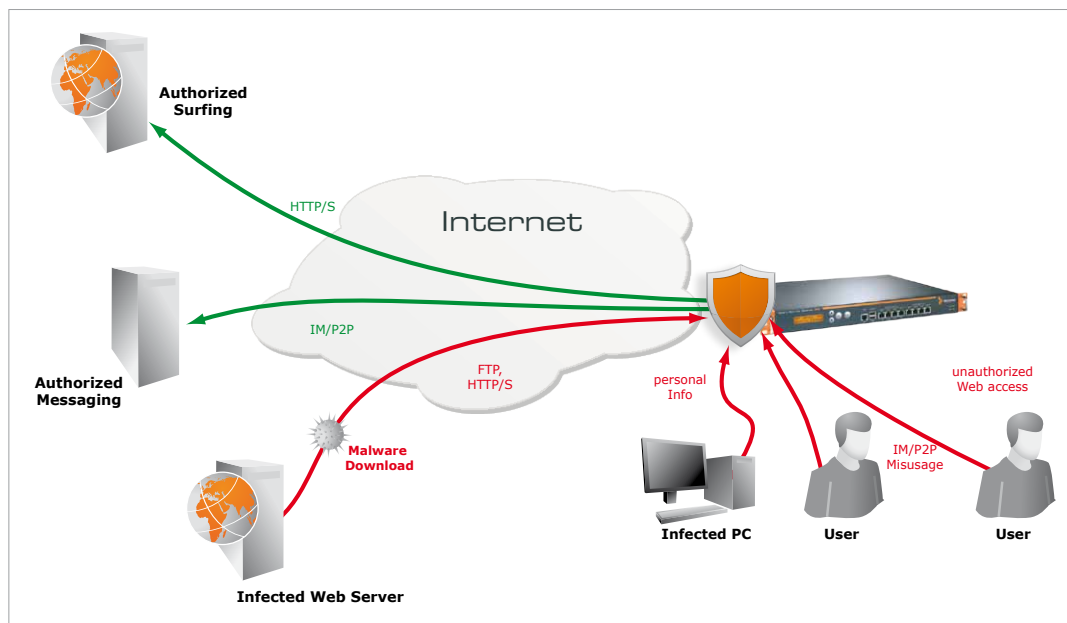 Authorized
Surfing
HTTP/S
Internet
IM/P2P
Authorized
Messaging
FTP,
HTTP/S
personal
Info
unauthorized
Web access
Malware
Download
IM/P2P
Misusage
Infected PC
User
User
Infected Web Server